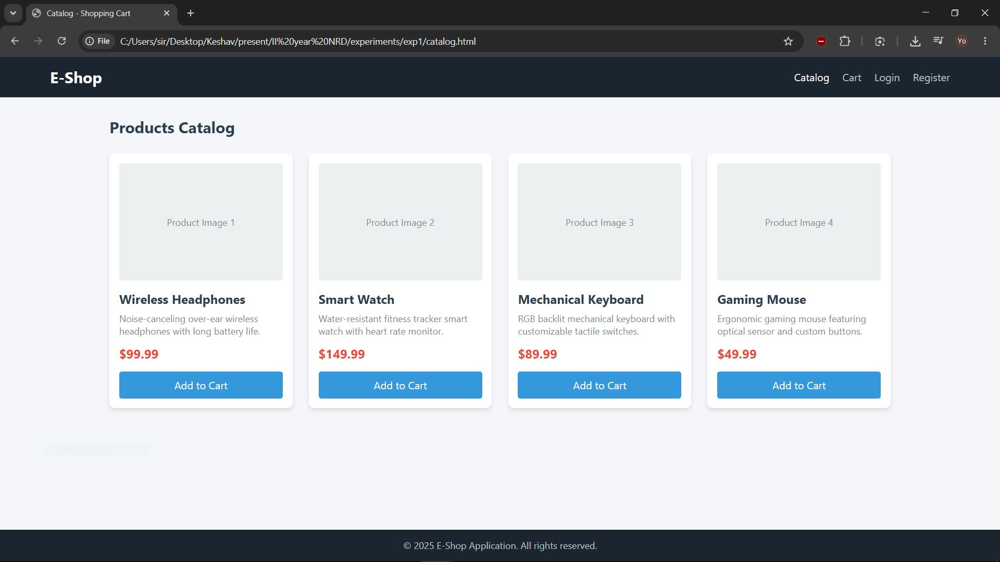 Catalog - Shopping Cart
File
C:/Users/sir/Desktop/Keshav/present/II%20year%20NRD/experiments/exp1/catalog.html
Yo
E-Shop
Catalog
Cart
Login
Register
Products Catalog
Product Image 1
Product Image 2
Product Image 3
Product Image 4
Wireless Headphones
Noise-canceling over-ear wireless
headphones with long battery life.
$99.99
Add to Cart
Smart Watch
Water-resistant fitness tracker smart
watch with heart rate monitor.
$149.99
Add to Cart
Mechanical Keyboard
RGB backlit mechanical keyboard with
customizable tactile switches.
$89.99
Add to Cart
Gaming Mouse
Ergonomic gaming mouse featuring
optical sensor and custom buttons.
$49.99
Add to Cart
Window Snip
© 2025 E-Shop Application. All rights reserved.